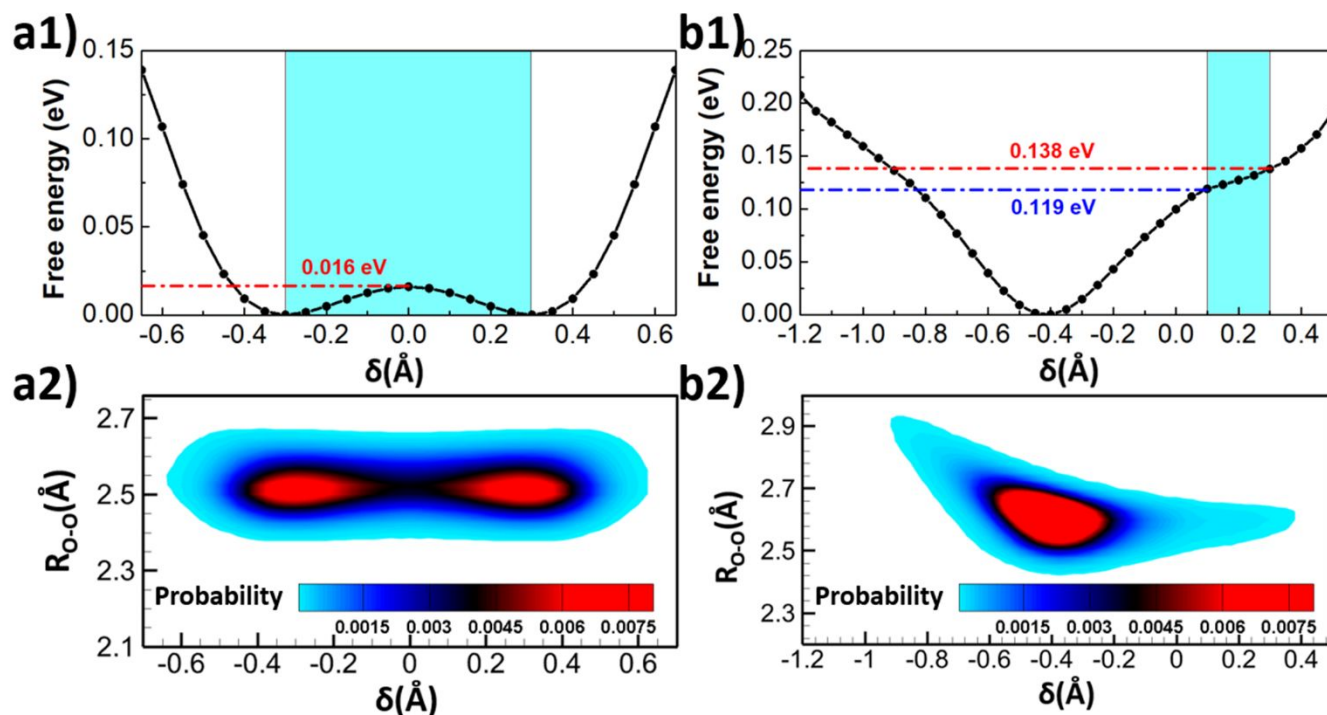 a1)
Free energy (eV)
0.15
0.10
0.05
0.00
0.016 eV
-0.6 -0.4 -0.2 0.0 0.2 0.4 0.6
δ(Å)
b1)
Free energy (eV)
0.25
0.20
0.15
0.10
0.05
0.00
0.138 eV
0.119 eV
-1.2 -1.0 -0.8 -0.6 -0.4 -0.2 0.0 0.2 0.4
δ(Å)
a2)
R_O-O(Å)
2.7
2.5
2.3
2.1
Probability
0.0015 0.003 0.0045 0.006 0.0075
-0.6 -0.4 -0.2 0 0.2 0.4 0.6
δ(Å)
b2)
R_O-O(Å)
2.9
2.7
2.5
2.3
Probability
0.0015 0.003 0.0045 0.006 0.0075
-1.2 -1 -0.8 -0.6 -0.4 -0.2 0 0.2 0.4
δ(Å)